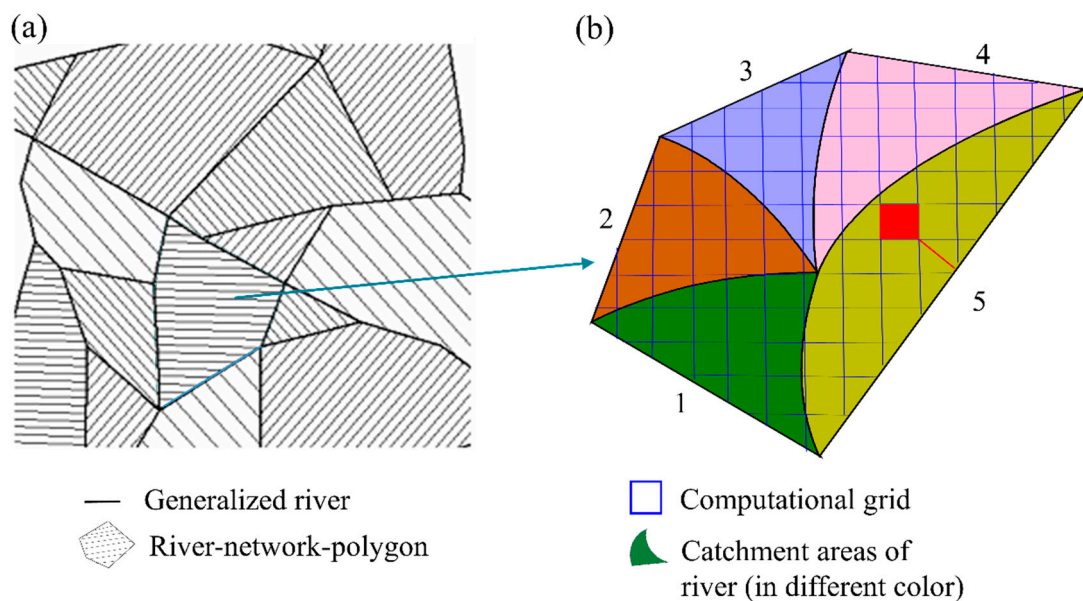 (a)
(b)
3
4
2
5
1
Generalized river
River-network-polygon
Computational grid
Catchment areas of
river (in different color)